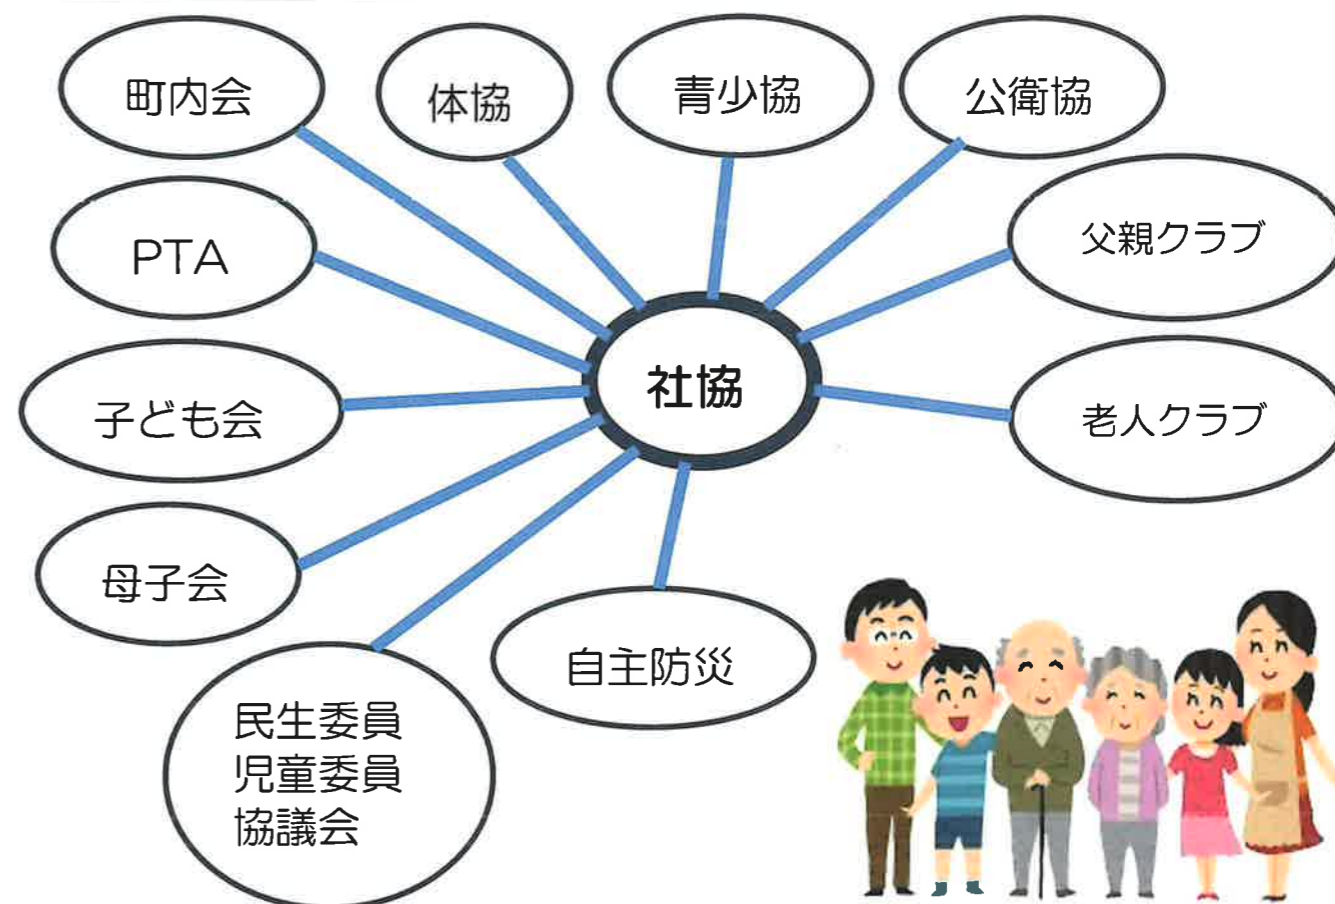 町内会
体協
青少協
公衛協
PTA
父親クラブ
社協
子ども会
老人クラブ
母子会
自主防災
民生委員
児童委員
協議会